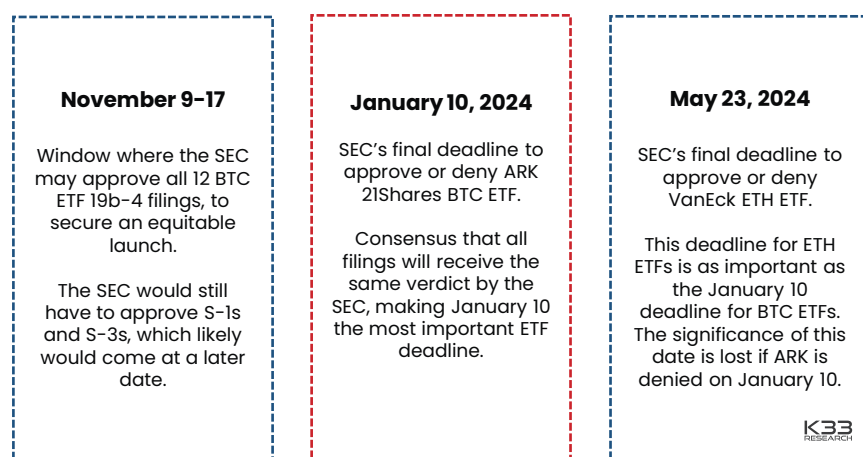 November 9-17
Window where the SEC
may approve all 12 BTC
ETF 19b-4 filings, to
secure an equitable
launch.
The SEC would still
have to approve S-1s
and S-3s, which likely
would come at a later
date.
January 10, 2024
SEC's final deadline to
approve or deny ARK
21Shares BTC ETF.
Consensus that all
filings will receive the
same verdict by the
SEC, making January 10
the most important ETF
deadline.
May 23, 2024
SEC's final deadline to
approve or deny
VanEck ETH ETF.
This deadline for ETH
ETFs is as important as
the January 10
deadline for BTC ETFs.
The significance of this
date is lost if ARK is
denied on January 10.
K33
RESEARCH